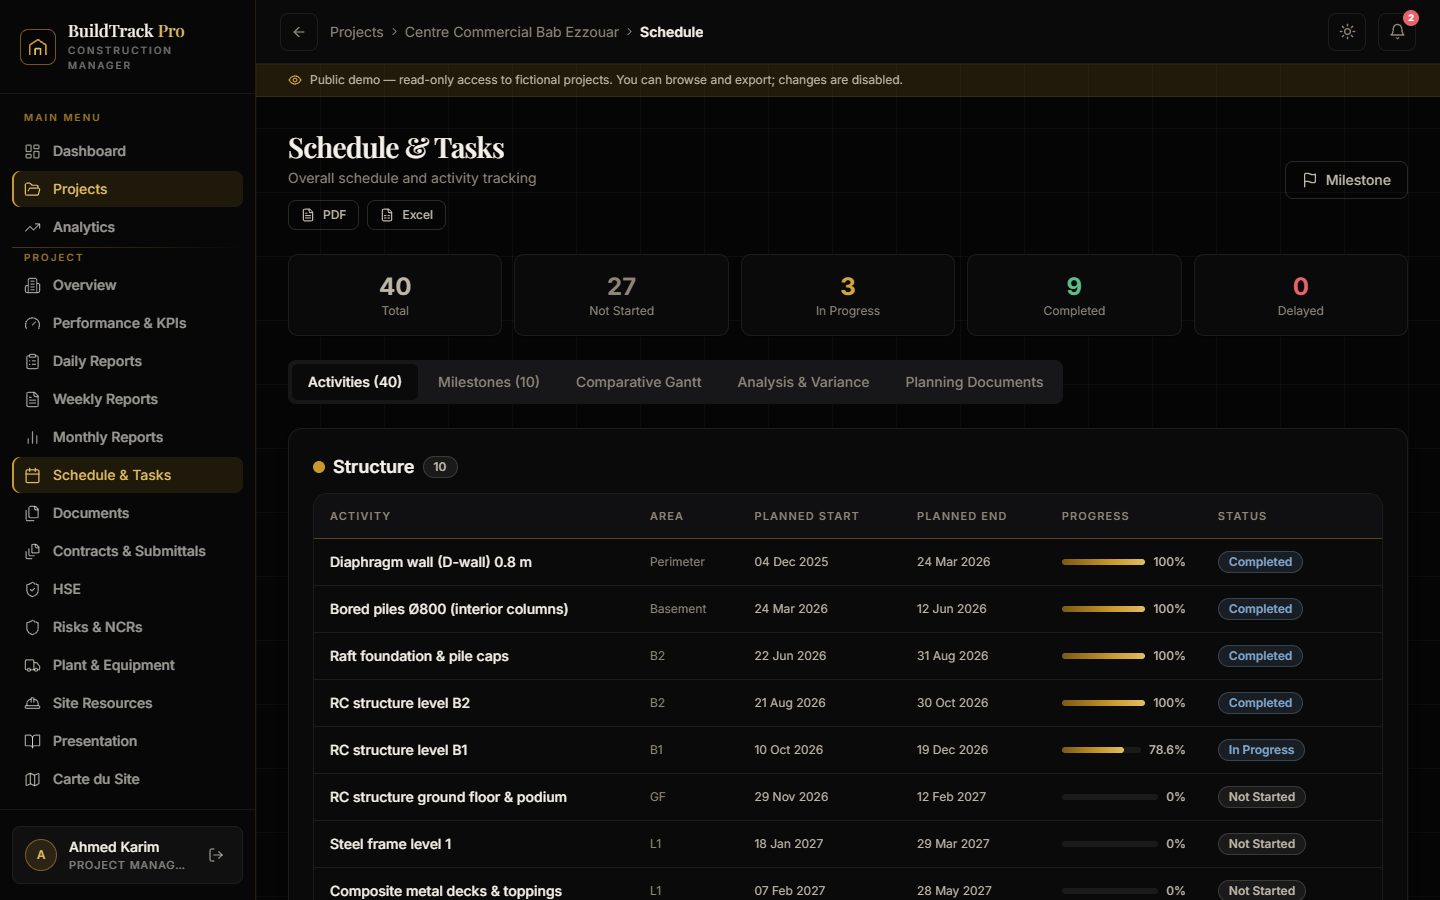 BuildTrack Pro
CONSTRUCTION
MANAGER
MAIN MENU
Dashboard
Projects
Analytics
PROJECT
Overview
Performance & KPIs
Daily Reports
Weekly Reports
Monthly Reports
Schedule & Tasks
Documents
Contracts & Submittals
HSE
Risks & NCRs
Plant & Equipment
Site Resources
Presentation
Carte du Site
A
Ahmed Karim
PROJECT MANAG...
Projects > Centre Commercial Bab Ezzouar > Schedule
2
Public demo — read-only access to fictional projects. You can browse and export; changes are disabled.
Schedule & Tasks
Overall schedule and activity tracking
PDF Excel
Milestone
40 Total
27 Not Started
3 In Progress
9 Completed
0 Delayed
Activities (40) Milestones (10) Comparative Gantt Analysis & Variance Planning Documents
Structure 10
ACTIVITY AREA PLANNED START PLANNED END PROGRESS STATUS
Diaphragm wall (D-wall) 0.8 m Perimeter 04 Dec 2025 24 Mar 2026 100% Completed
Bored piles Ø800 (interior columns) Basement 24 Mar 2026 12 Jun 2026 100% Completed
Raft foundation & pile caps B2 22 Jun 2026 31 Aug 2026 100% Completed
RC structure level B2 B2 21 Aug 2026 30 Oct 2026 100% Completed
RC structure level B1 B1 10 Oct 2026 19 Dec 2026 78.6% In Progress
RC structure ground floor & podium GF 29 Nov 2026 12 Feb 2027 0% Not Started
Steel frame level 1 L1 18 Jan 2027 29 Mar 2027 0% Not Started
Composite metal decks & toppings L1 07 Feb 2027 28 May 2027 0% Not Started